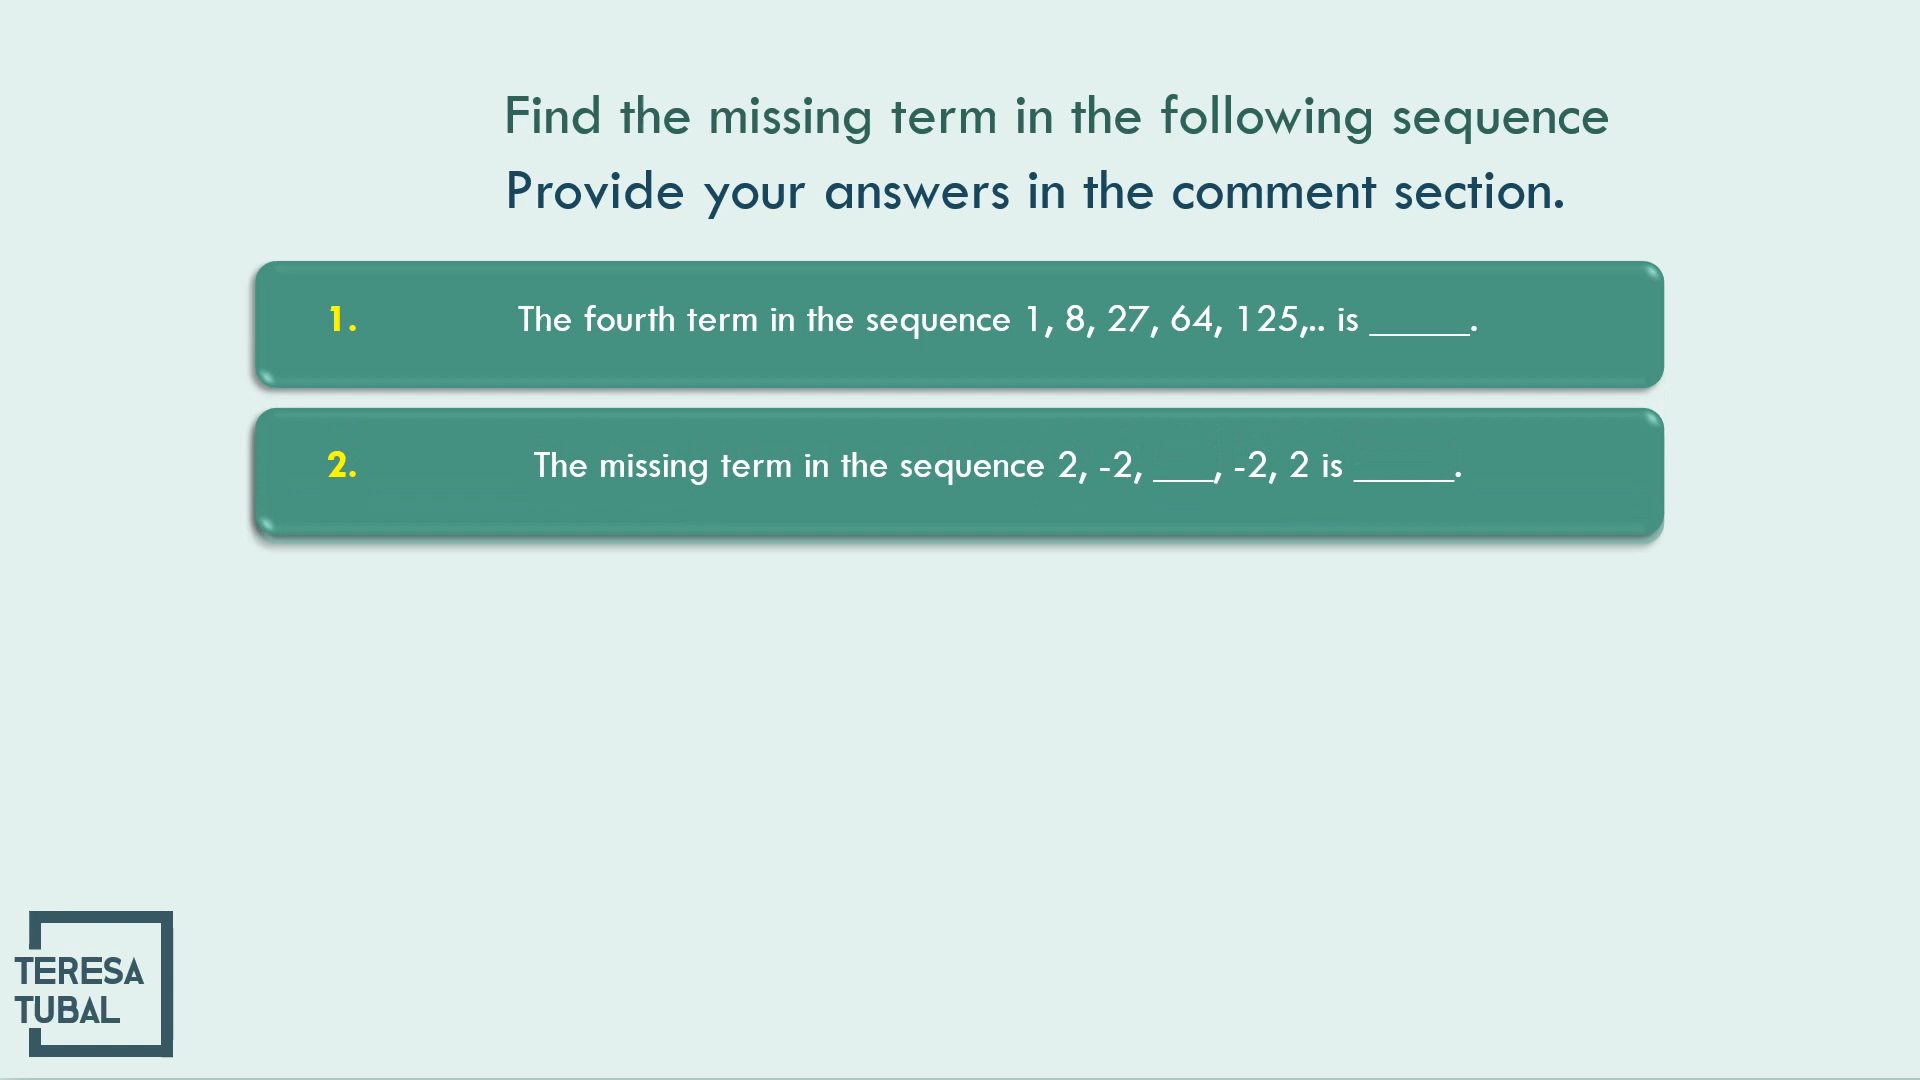 Find the missing term in the following sequence
Provide your answers in the comment section.
1. The fourth term in the sequence 1, 8, 27, 64, 125,.. is _____.
2. The missing term in the sequence 2, -2, ___, -2, 2 is _____.
TERESA
TUBAL